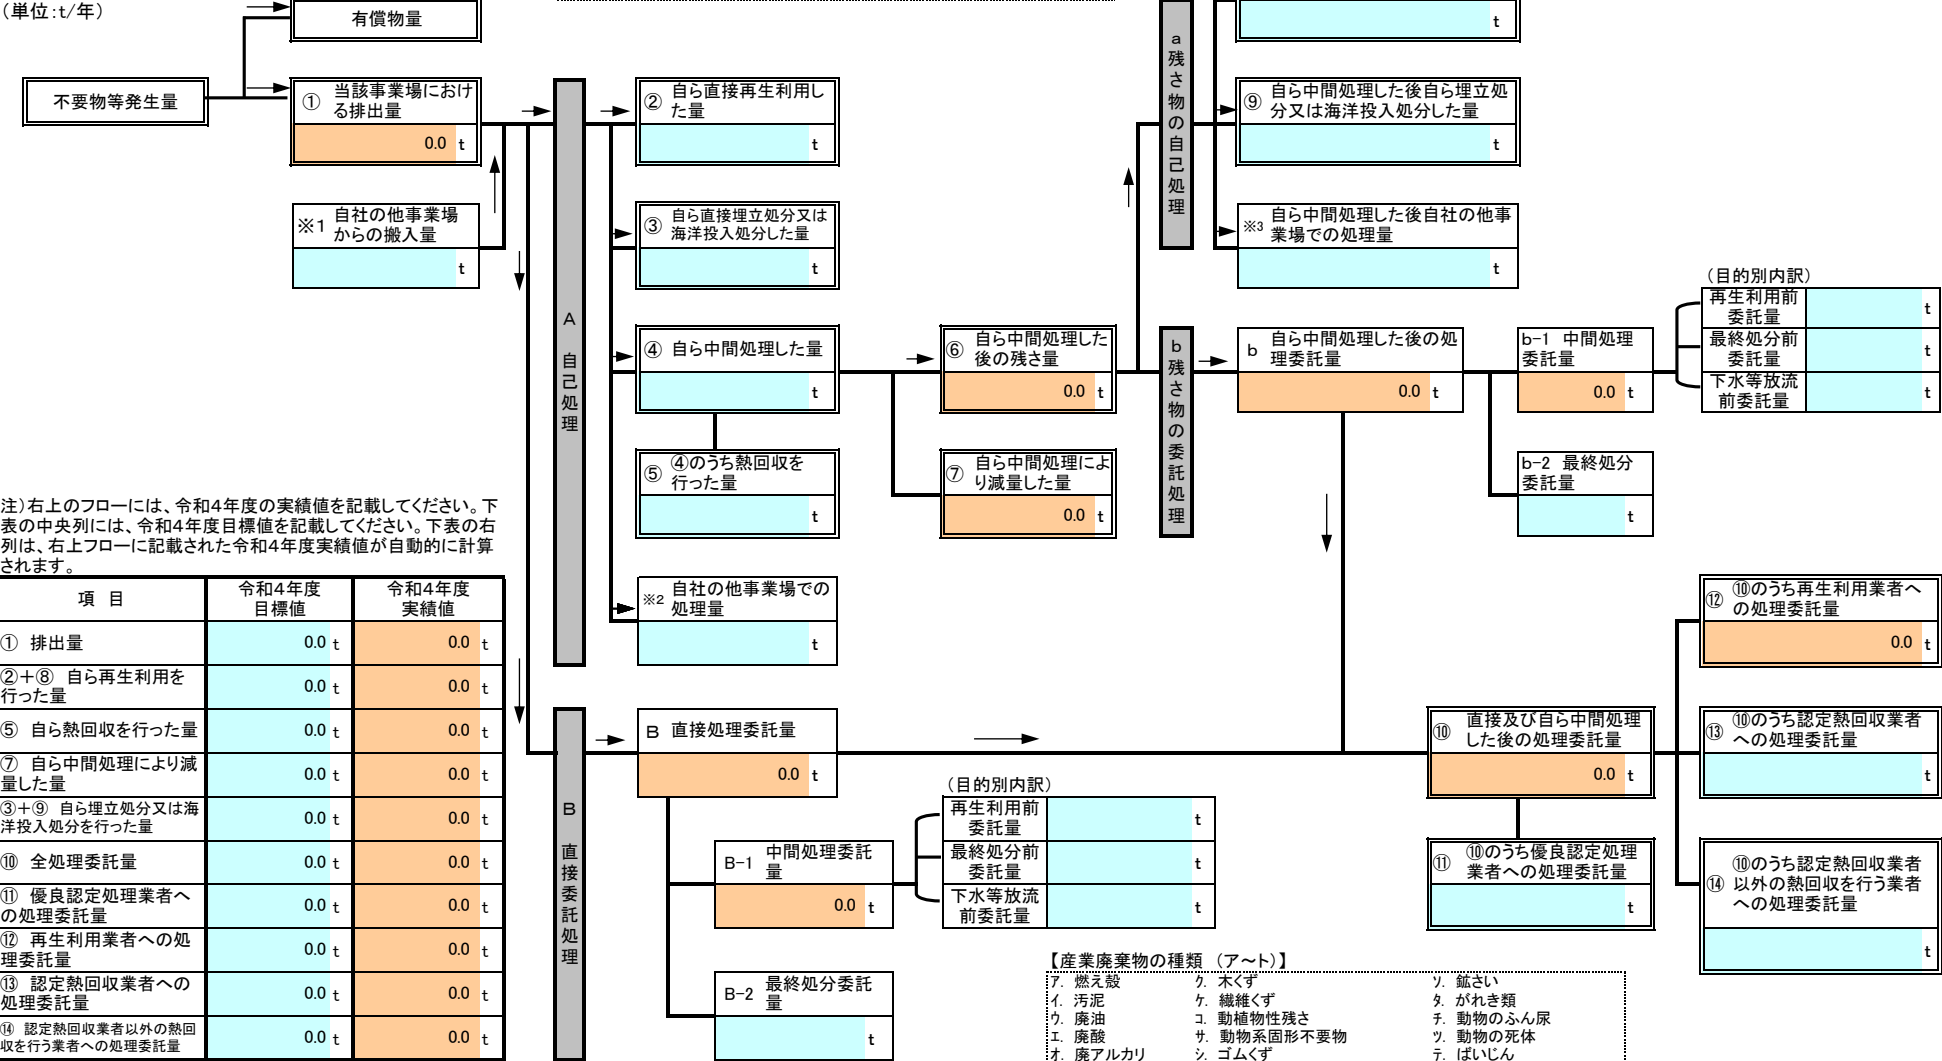 (単位:t/年)
有償物量
不要物等発生量
① 当該事業場におけ
る排出量
0.0 t
※1 自社の他事業場
からの搬入量
t
A 自己処理
② 自ら直接再生利用し
た量
t
③ 自ら直接埋立処分又は
海洋投入処分した量
t
④ 自ら中間処理した量
t
⑤ ④のうち熱回収を
行った量
t
※2 自社の他事業場での
処理量
t
⑥ 自ら中間処理した
後の残さ量
0.0 t
⑦ 自ら中間処理によ
り減量した量
0.0 t
a 残さ物の自己処理
t
⑨ 自ら中間処理した後自ら埋立処
分又は海洋投入処分した量
t
※3 自ら中間処理した後自社の他事
業場での処理量
t
b 残さ物の委託処理
b 自ら中間処理した後の処
理委託量
0.0 t
b-1 中間処理
委託量
0.0 t
b-2 最終処分
委託量
t
(目的別内訳)
再生利用前
委託量
t
最終処分前
委託量
t
下水等放流
前委託量
t
注)右上のフローには、令和4年度の実績値を記載してください。下
表の中央列には、令和4年度目標値を記載してください。下表の右
列は、右上フローに記載された令和4年度実績値が自動的に計算
されます。
項 目
令和4年度
目標値
令和4年度
実績値
① 排出量
0.0 t 0.0 t
②+⑧ 自ら再生利用を
行った量
0.0 t 0.0 t
⑤ 自ら熱回収を行った量
0.0 t 0.0 t
⑦ 自ら中間処理により減
量した量
0.0 t 0.0 t
③+⑨ 自ら埋立処分又は海
洋投入処分を行った量
0.0 t 0.0 t
⑩ 全処理委託量
0.0 t 0.0 t
⑪ 優良認定処理業者へ
の処理委託量
0.0 t 0.0 t
⑫ 再生利用業者への処
理委託量
0.0 t 0.0 t
⑬ 認定熱回収業者への
処理委託量
0.0 t 0.0 t
⑭ 認定熱回収業者以外の熱回
収を行う業者への処理委託量
0.0 t 0.0 t
B 直接委託処理
B 直接処理委託量
0.0 t
B-1 中間処理委託
量
0.0 t
B-2 最終処分委託
量
t
(目的別内訳)
再生利用前
委託量
t
最終処分前
委託量
t
下水等放流
前委託量
t
⑩ 直接及び自ら中間処理
した後の処理委託量
0.0 t
⑪ ⑩のうち優良認定処理
業者への処理委託量
t
⑫ ⑩のうち再生利用業者へ
の処理委託量
0.0 t
⑬ ⑩のうち認定熱回収業者
への処理委託量
t
⑭ ⑩のうち認定熱回収業者
以外の熱回収を行う業者
への処理委託量
t
【産業廃棄物の種類 (ア~ト)】
ア. 燃え殻 ク. 木くず ソ. 鉱さい
イ. 汚泥 ケ. 繊維くず タ. がれき類
ウ. 廃油 コ. 動植物性残さ チ. 動物のふん尿
エ. 廃酸 サ. 動物系固形不要物 ツ. 動物の死体
オ. 廃アルカリ シ. ゴムくず テ. ばいじん